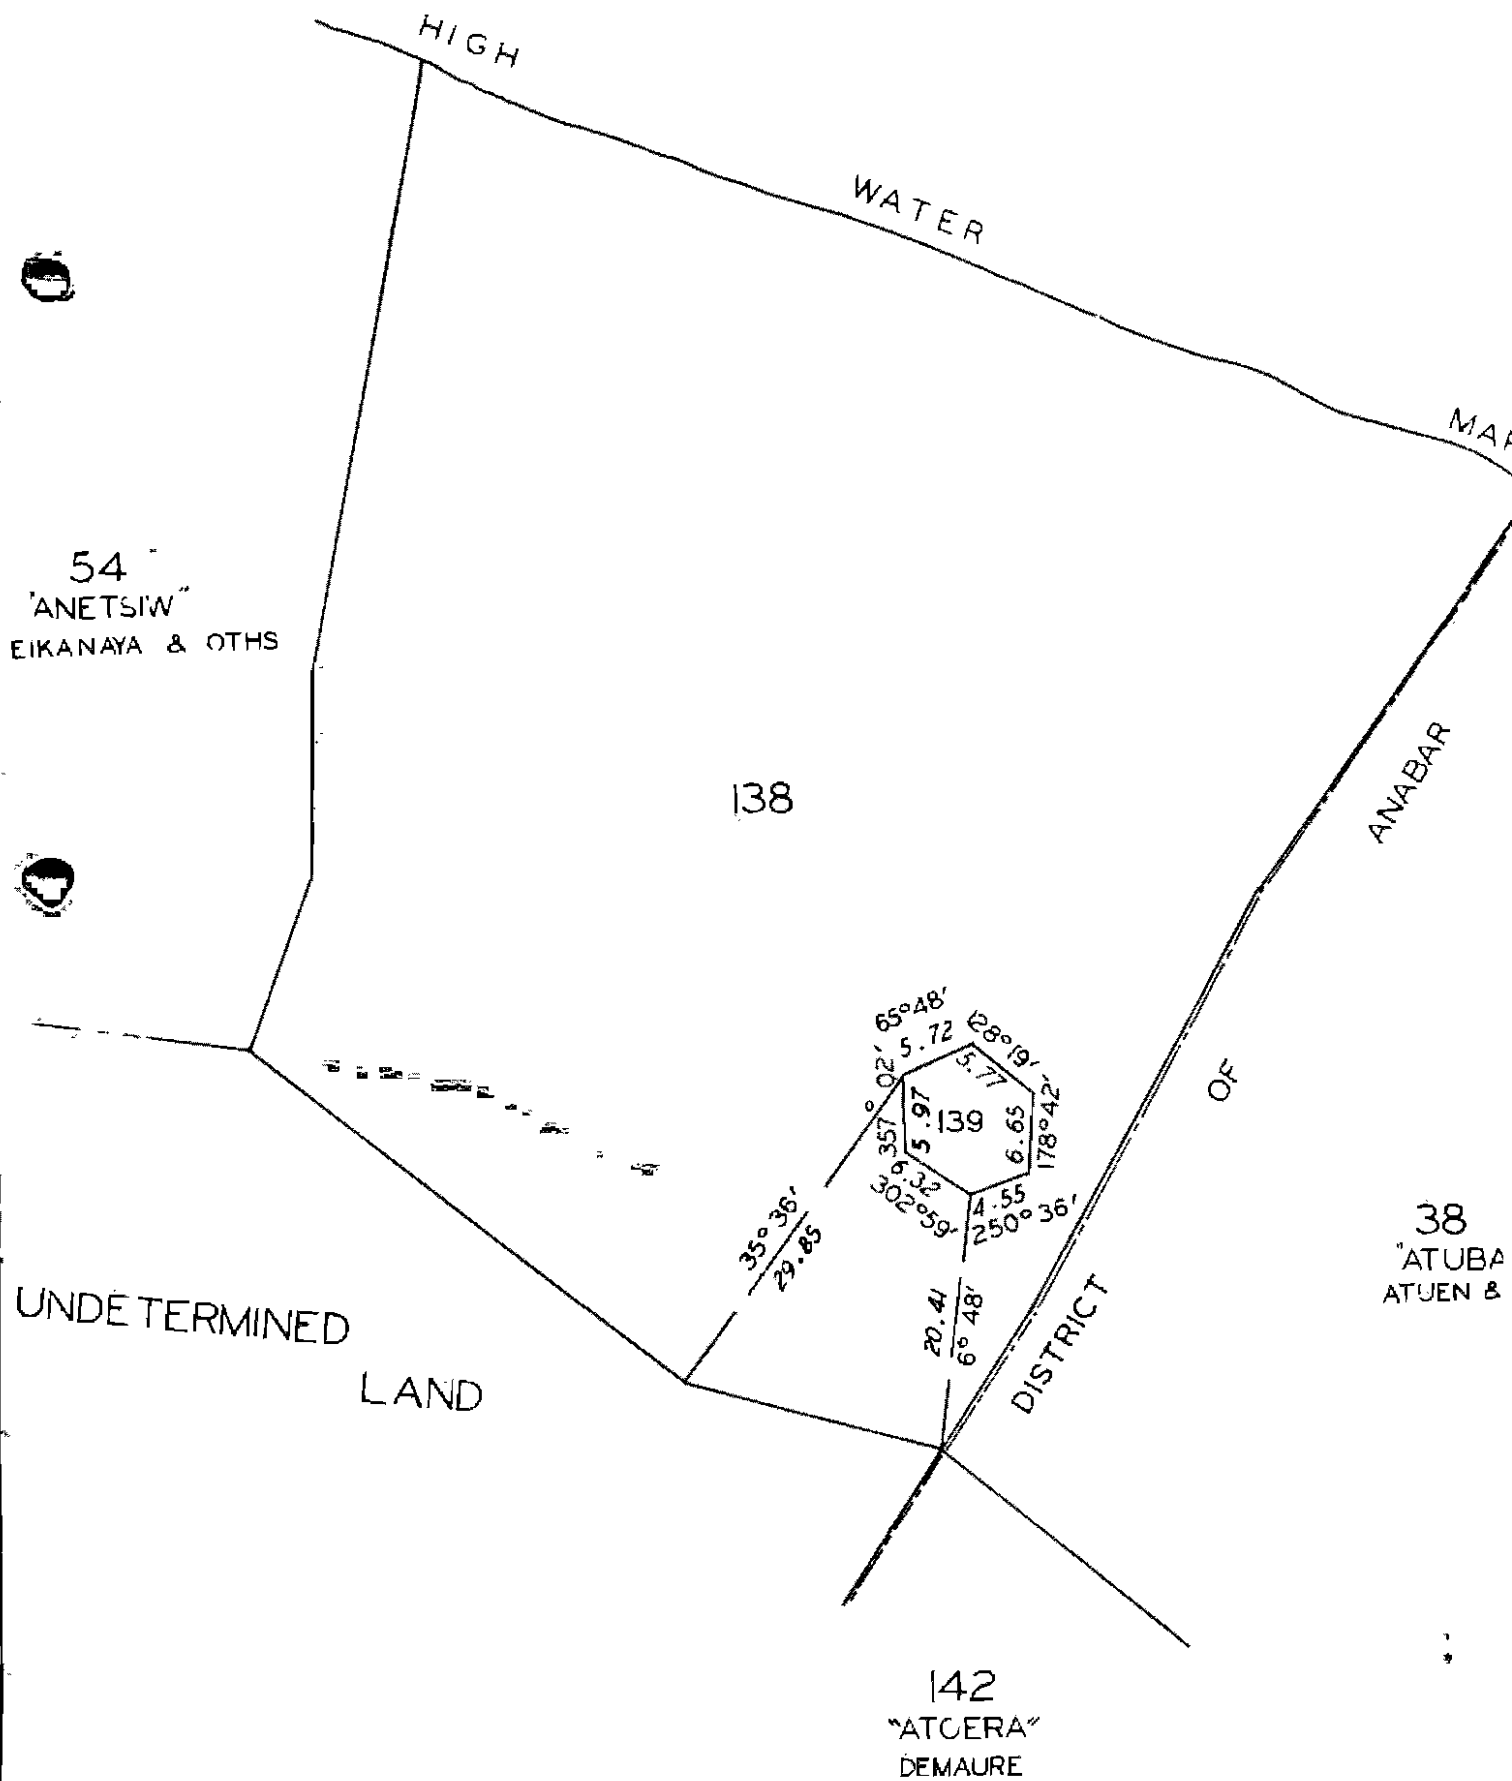 HIGH
WATER
54
"ANETSIW"
EIKANAYA & OTHS
138
ANABAR
OF
DISTRICT
65°48'
5.72
128°19'
5.77
357°02'
5.97
139
6.65
178°42'
6.32
302°59'
4.55
250°36'
35°36'
29.85
20.41
6°48'
38
"ATUBA
ATUEN &
UNDETERMINED
LAND
142
DEMAURE